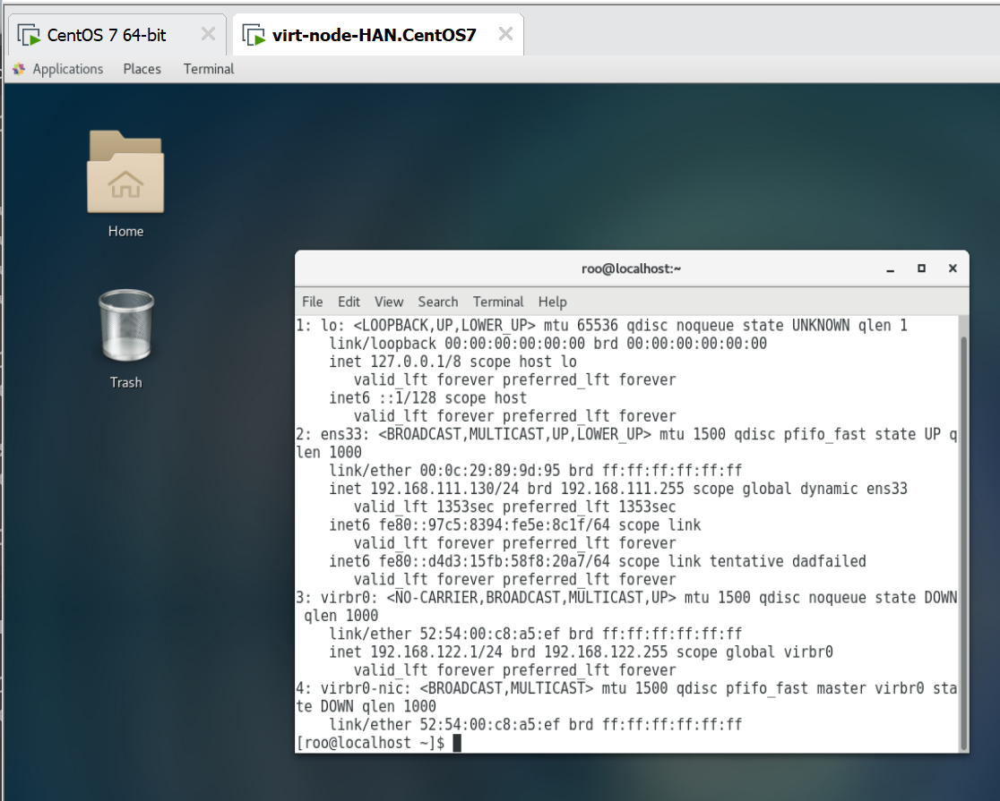 CentOS 7 64-bit
virt-node-HAN.CentOS7
Applications Places Terminal
Home
Trash
roo@localhost:~
File Edit View Search Terminal Help
1: lo: <LOOPBACK,UP,LOWER_UP> mtu 65536 qdisc noqueue state UNKNOWN qlen 1
    link/loopback 00:00:00:00:00:00 brd 00:00:00:00:00:00
    inet 127.0.0.1/8 scope host lo
       valid_lft forever preferred_lft forever
    inet6 ::1/128 scope host
       valid_lft forever preferred_lft forever
2: ens33: <BROADCAST,MULTICAST,UP,LOWER_UP> mtu 1500 qdisc pfifo_fast state UP q
len 1000
    link/ether 00:0c:29:89:9d:95 brd ff:ff:ff:ff:ff:ff
    inet 192.168.111.130/24 brd 192.168.111.255 scope global dynamic ens33
       valid_lft 1353sec preferred_lft 1353sec
    inet6 fe80::97c5:8394:fe5e:8c1f/64 scope link
       valid_lft forever preferred_lft forever
    inet6 fe80::d4d3:15fb:58f8:20a7/64 scope link tentative dadfailed
       valid_lft forever preferred_lft forever
3: virbr0: <NO-CARRIER,BROADCAST,MULTICAST,UP> mtu 1500 qdisc noqueue state DOWN
 qlen 1000
    link/ether 52:54:00:c8:a5:ef brd ff:ff:ff:ff:ff:ff
    inet 192.168.122.1/24 brd 192.168.122.255 scope global virbr0
       valid_lft forever preferred_lft forever
4: virbr0-nic: <BROADCAST,MULTICAST> mtu 1500 qdisc pfifo_fast master virbr0 sta
te DOWN qlen 1000
    link/ether 52:54:00:c8:a5:ef brd ff:ff:ff:ff:ff:ff
[roo@localhost ~]$